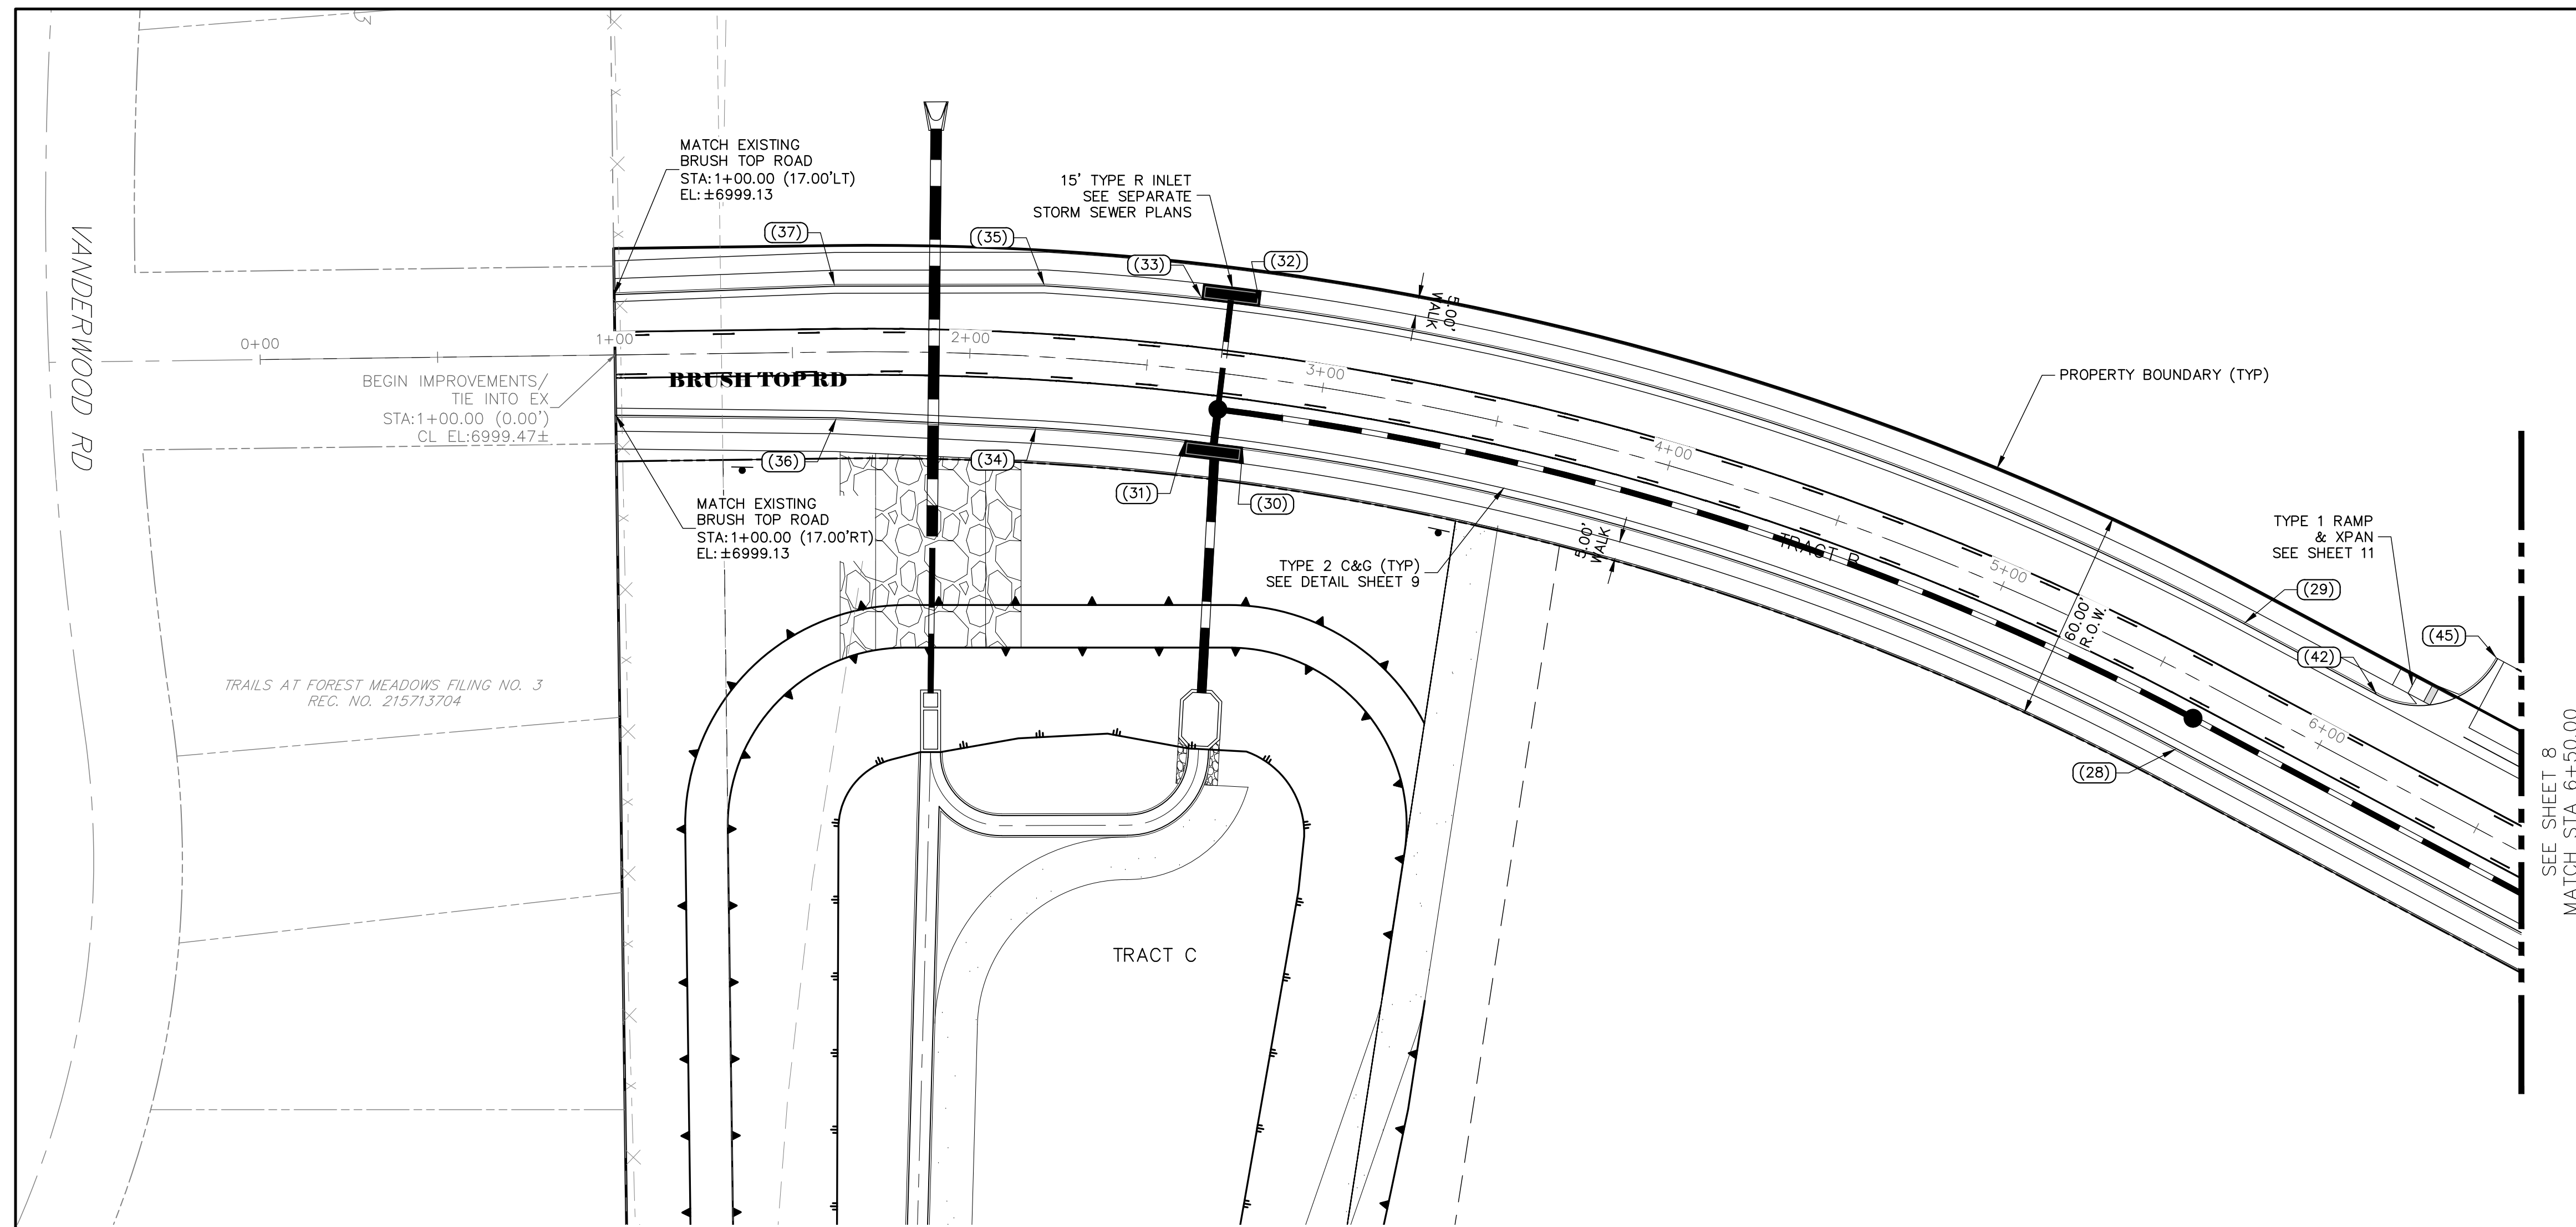 3
MATCH EXISTING
BRUSH TOP ROAD
STA:1+00.00 (17.00'LT)
EL:±6999.13
15' TYPE R INLET
SEE SEPARATE
STORM SEWER PLANS
(37)
(35)
(33)
(32)
5.00'
WALK
VANDERWOOD RD
0+00
1+00
2+00
3+00
4+00
5+00
6+00
BEGIN IMPROVEMENTS/
TIE INTO EX
STA:1+00.00 (0.00')
CL EL:6999.47±
BRUSH TOP RD
PROPERTY BOUNDARY (TYP)
(36)
(34)
(31)
(30)
MATCH EXISTING
BRUSH TOP ROAD
STA:1+00.00 (17.00'RT)
EL:±6999.13
TYPE 2 C&G (TYP)
SEE DETAIL SHEET 9
5.00'
WALK
TRACT B
60.00'
R.O.W.
TYPE 1 RAMP
& XPAN
SEE SHEET 11
(29)
(45)
(42)
(28)
TRAILS AT FOREST MEADOWS FILING NO. 3
REC. NO. 215713704
TRACT C
SEE SHEET 8
MATCH STA 6+50.00